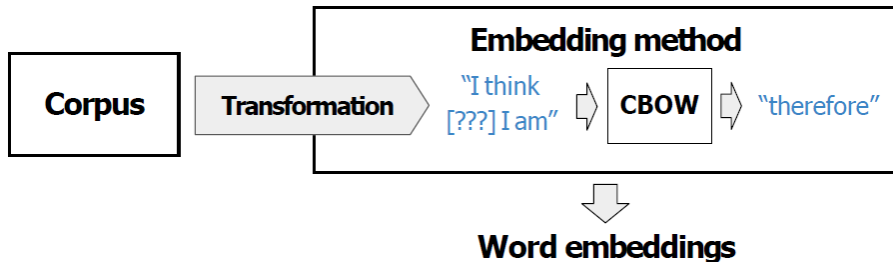 Embedding method
Corpus
Transformation
“I think
[???] I am”
CBOW
“therefore”
Word embeddings